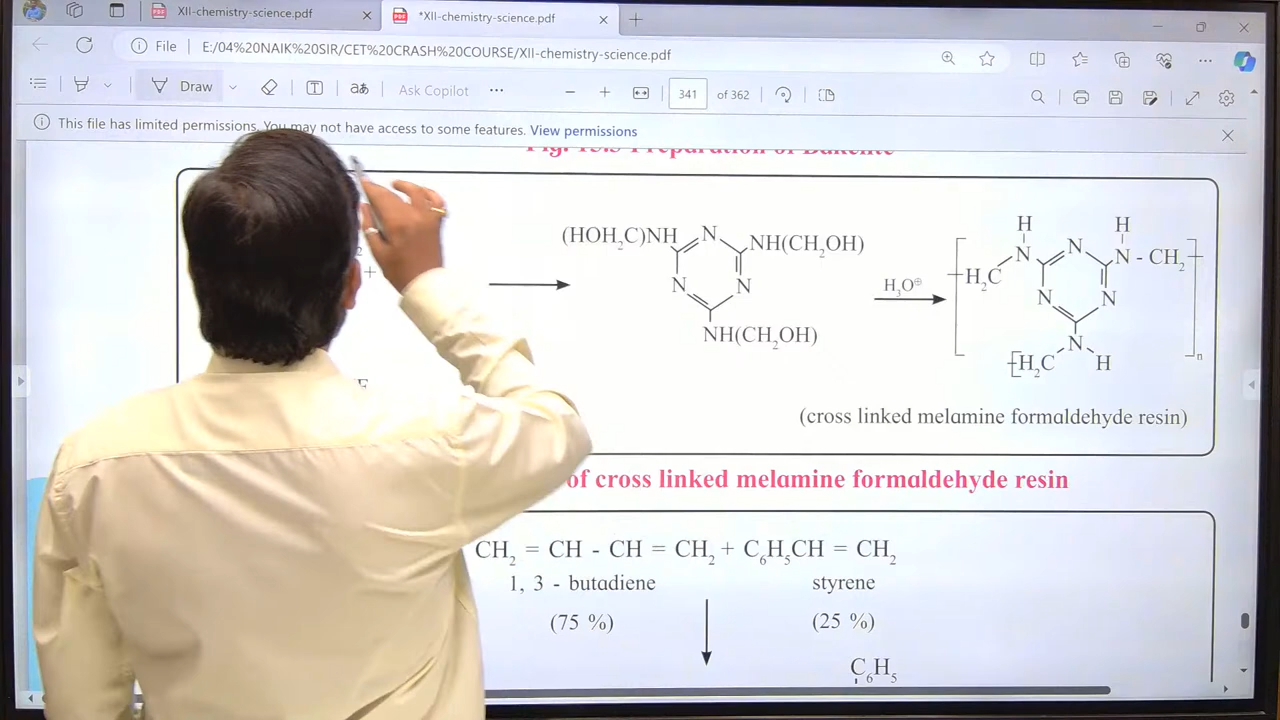 XII-chemistry-science.pdf
*XII-chemistry-science.pdf
File
E:/04%20NAIK%20SIR/CET%20CRASH%20COURSE/XII-chemistry-science.pdf
Draw
aあ
Ask Copilot
341 of 362
This file has limited permissions. You may not have access to some features. View permissions
(HOH₂C)NH N NH(CH₂OH)
N N
NH(CH₂OH)
H₃O⊕
H H
N N N - CH₂
H₂C
N N
N
H₂C H
n
+
(cross linked melamine formaldehyde resin)
of cross linked melamine formaldehyde resin
CH₂ = CH - CH = CH₂ + C₆H₅CH = CH₂
1, 3 - butadiene styrene
(75 %) (25 %)
C₆H₅